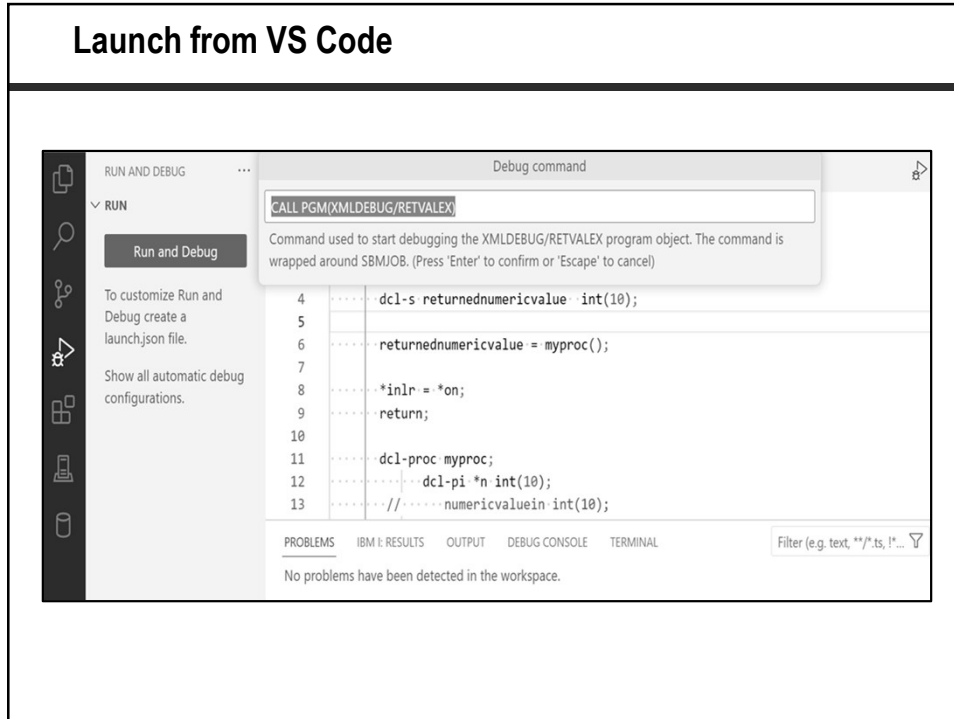 Launch from VS Code
RUN AND DEBUG ···
RUN
Run and Debug
To customize Run and
Debug create a
launch.json file.
Show all automatic debug
configurations.
Debug command
CALL PGM(XMLDEBUG/RETVALEX)
Command used to start debugging the XMLDEBUG/RETVALEX program object. The command is
wrapped around SBMJOB. (Press 'Enter' to confirm or 'Escape' to cancel)
4 dcl-s returnednumericvalue int(10);
5
6 returnednumericvalue = myproc();
7
8 *inlr = *on;
9 return;
10
11 dcl-proc myproc;
12 dcl-pi *n int(10);
13 // numericvaluein int(10);
PROBLEMS IBM I: RESULTS OUTPUT DEBUG CONSOLE TERMINAL Filter (e.g. text, **/*.ts, !*...
No problems have been detected in the workspace.